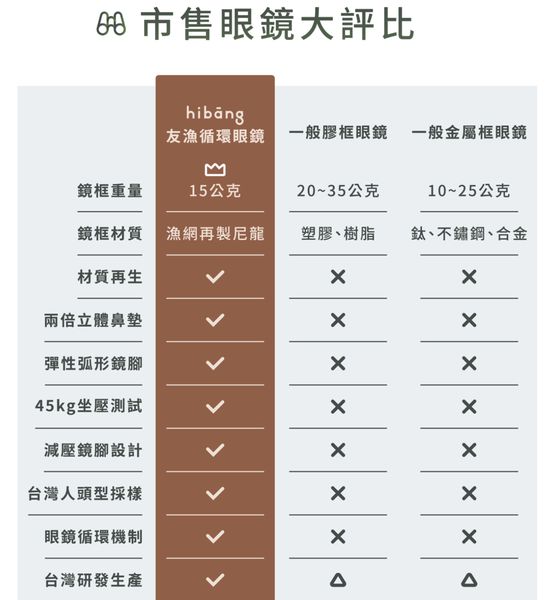 市售眼鏡大評比
hibāng
友漁循環眼鏡
一般膠框眼鏡
一般金屬框眼鏡
鏡框重量 15公克 20~35公克 10~25公克
鏡框材質 漁網再製尼龍 塑膠、樹脂 鈦、不鏽鋼、合金
材質再生
兩倍立體鼻墊
彈性弧形鏡腳
45kg坐壓測試
減壓鏡腳設計
台灣人頭型採樣
眼鏡循環機制
台灣研發生產